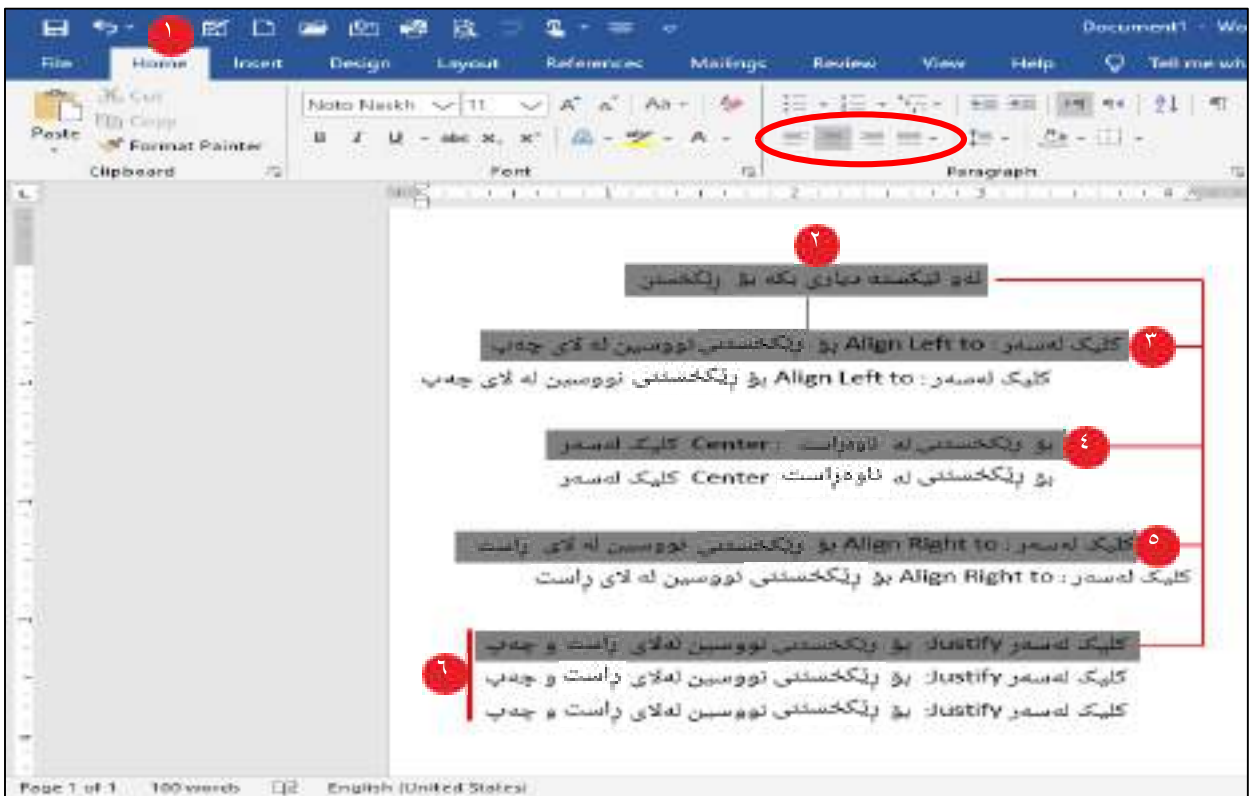 Document1 - Wo
١
File Home Insert Design Layout References Mailings Review View Help Tell me wh
Cut
Copy
Paste
Format Painter
Noto Naskh 11
Clipboard Font Paragraph
٢
ئەو تێکستە دیاری بکە بۆ ڕێکخستن
٣
کلیک لەسەر : Align Left to بۆ ڕێکخستنی نووسین لە لای چەپ
کلیک لەسەر : Align Left to بۆ ڕێکخستنی نووسین لە لای چەپ
٤
بۆ ڕێکخستنی لە ناوەڕاست : Center کلیک لەسەر
بۆ ڕێکخستنی لە ناوەڕاست: Center کلیک لەسەر
٥
کلیک لەسەر : Align Right to بۆ ڕێکخستنی نووسین لە لای ڕاست
کلیک لەسەر : Align Right to بۆ ڕێکخستنی نووسین لە لای ڕاست
کلیک لەسەر Justify: بۆ ڕێکخستنی نووسین لەلای ڕاست و چەپ
٦
کلیک لەسەر Justify: بۆ ڕێکخستنی نووسین لەلای ڕاست و چەپ
کلیک لەسەر Justify: بۆ ڕێکخستنی نووسین لەلای ڕاست و چەپ
Page 1 of 1 100 words English (United States)